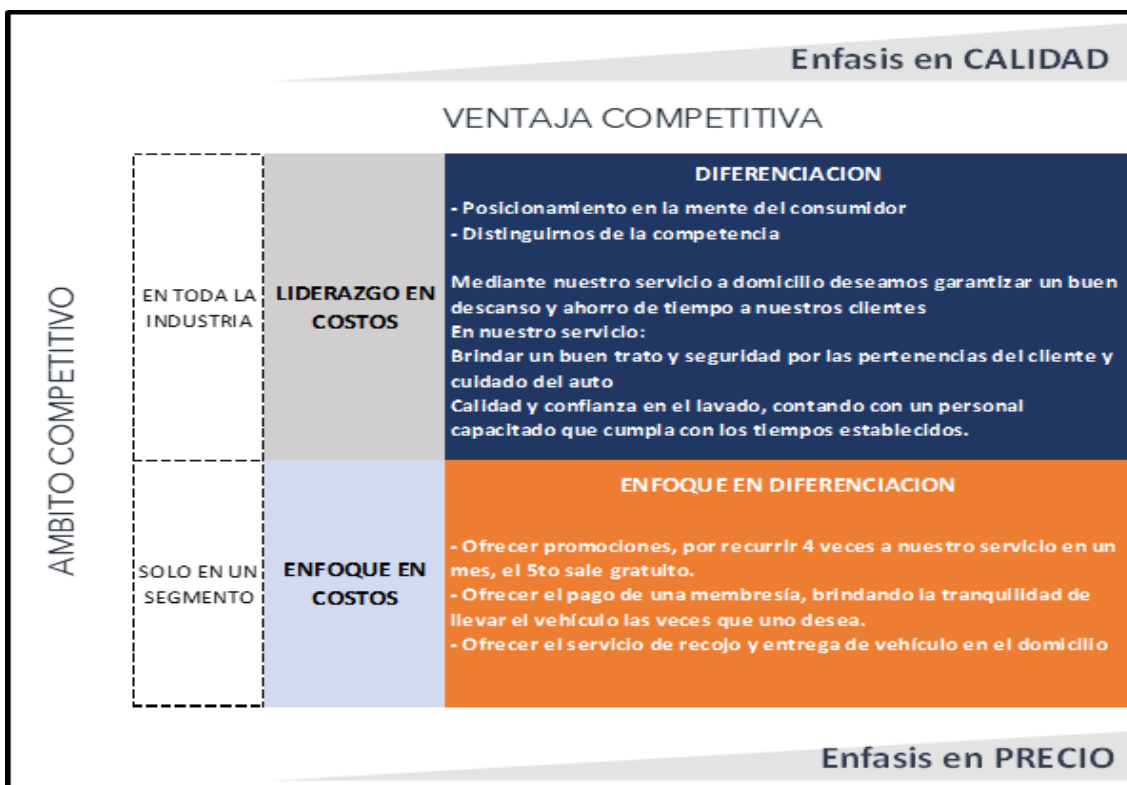 Enfasis en CALIDAD
VENTAJA COMPETITIVA
AMBITO COMPETITIVO
EN TODA LA
INDUSTRIA
LIDERAZGO EN
COSTOS
DIFERENCIACION
- Posicionamiento en la mente del consumidor
- Distinguirnos de la competencia
Mediante nuestro servicio a domicilio deseamos garantizar un buen
descanso y ahorro de tiempo a nuestros clientes
En nuestro servicio:
Brindar un buen trato y seguridad por las pertenencias del cliente y
cuidado del auto
Calidad y confianza en el lavado, contando con un personal
capacitado que cumpla con los tiempos establecidos.
SOLO EN UN
SEGMENTO
ENFOQUE EN
COSTOS
ENFOQUE EN DIFERENCIACION
- Ofrecer promociones, por recurrir 4 veces a nuestro servicio en un
mes, el 5to sale gratuito.
- Ofrecer el pago de una membresía, brindando la tranquilidad de
llevar el vehículo las veces que uno desea.
- Ofrecer el servicio de recojo y entrega de vehículo en el domicilio
Enfasis en PRECIO